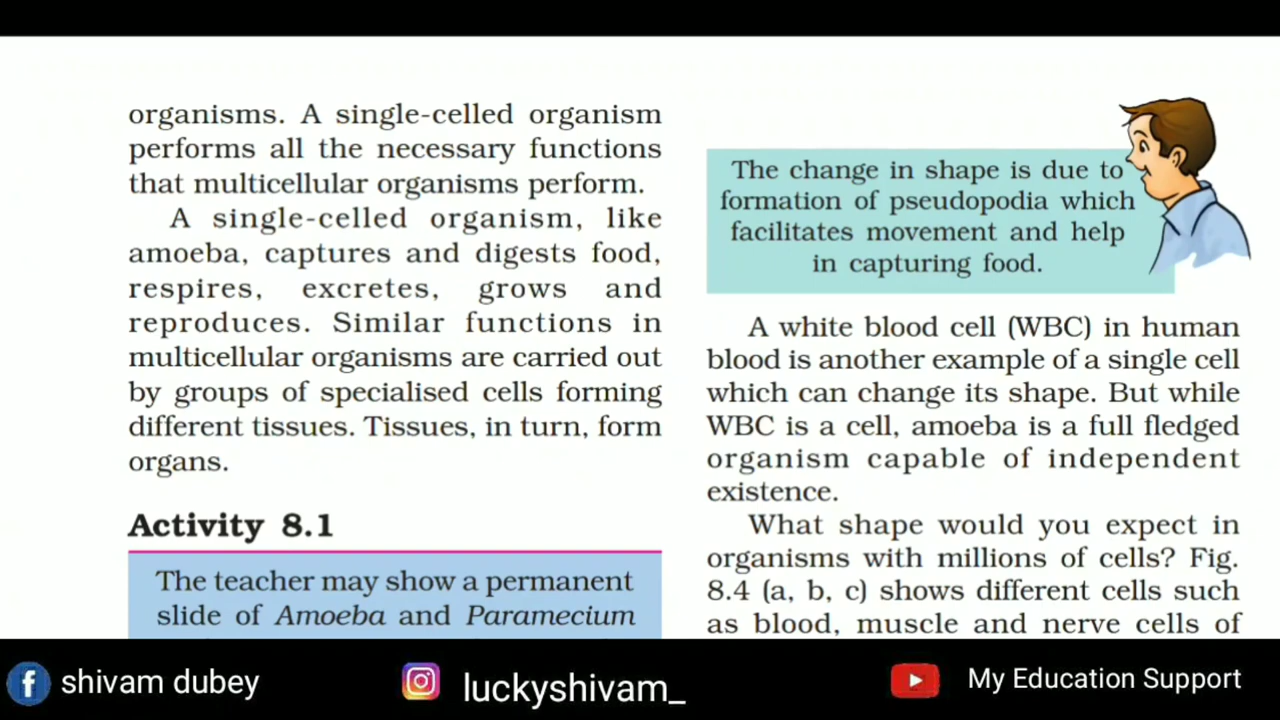 organisms. A single-celled organism
performs all the necessary functions
that multicellular organisms perform.
A single-celled organism, like
amoeba, captures and digests food,
respires, excretes, grows and
reproduces. Similar functions in
multicellular organisms are carried out
by groups of specialised cells forming
different tissues. Tissues, in turn, form
organs.
Activity 8.1
The teacher may show a permanent
slide of Amoeba and Paramecium
The change in shape is due to
formation of pseudopodia which
facilitates movement and help
in capturing food.
A white blood cell (WBC) in human
blood is another example of a single cell
which can change its shape. But while
WBC is a cell, amoeba is a full fledged
organism capable of independent
existence.
What shape would you expect in
organisms with millions of cells? Fig.
8.4 (a, b, c) shows different cells such
as blood, muscle and nerve cells of
shivam dubey
luckyshivam_
My Education Support